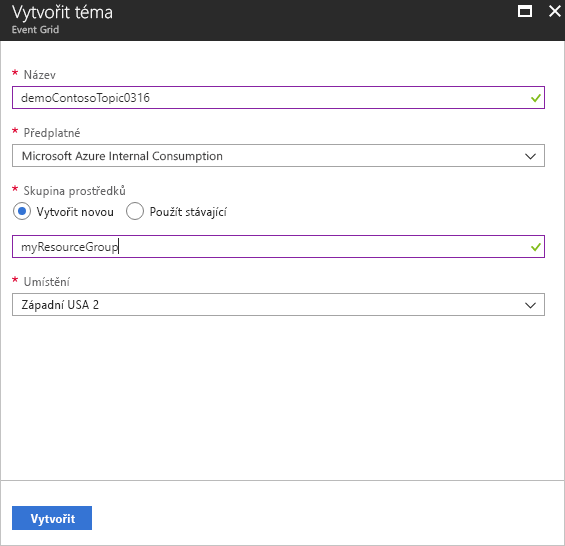 Vytvořit téma
Event Grid
* Název
demoContosoTopic0316
* Předplatné
Microsoft Azure Internal Consumption
* Skupina prostředků
Vytvořit novou Použít stávající
myResourceGroup
* Umístění
Západní USA 2
Vytvořit